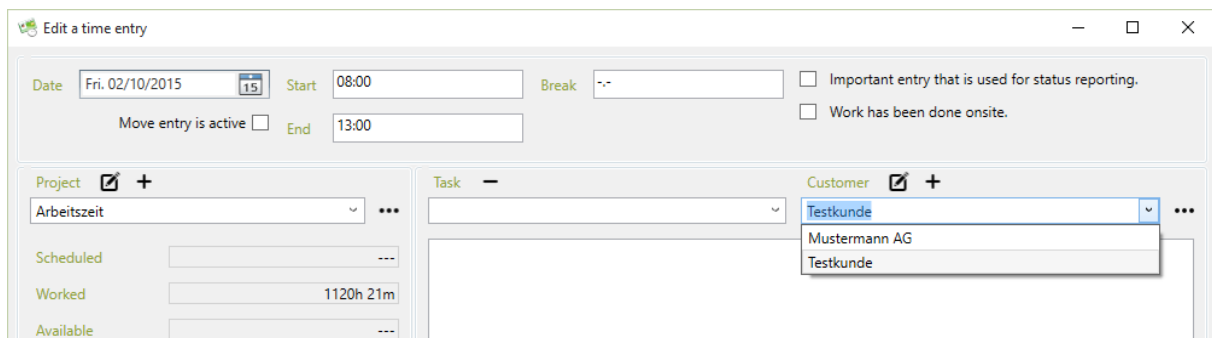 Edit a time entry
Date Fri. 02/10/2015 15 Start 08:00 Break -.- Important entry that is used for status reporting.
Move entry is active End 13:00 Work has been done onsite.
Project Task Customer
Arbeitszeit Testkunde
Mustermann AG
Scheduled --- Testkunde
Worked 1120h 21m
Available ---